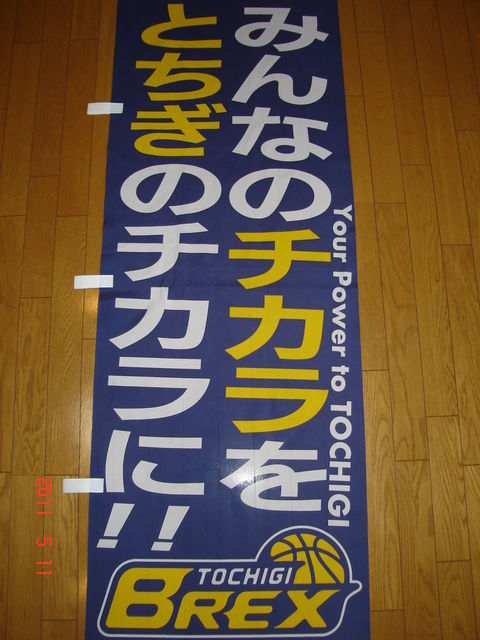 みんなのチカラを
とちぎのチカラに!!
Your Power to TOCHIGI
TOCHIGI
BREX
2011 5 11